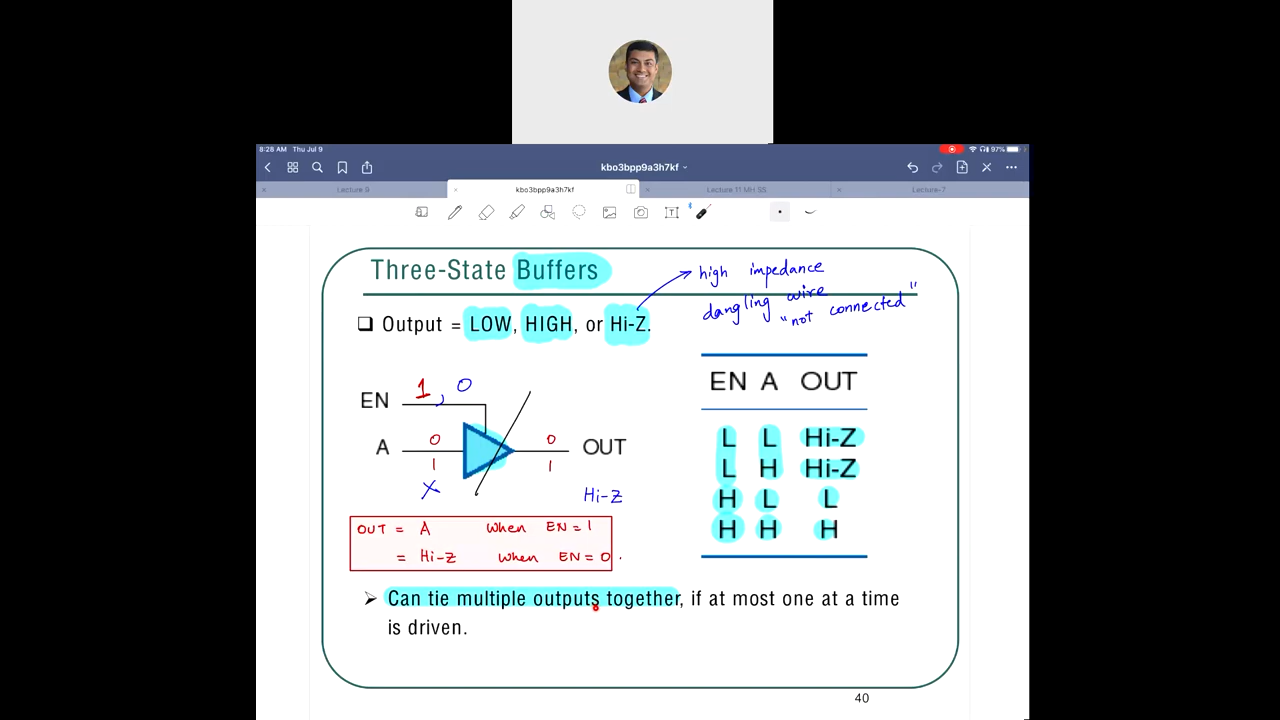 8:28 AM Thu Jul 9
97%
kbo3bpp9a3h7kf
Lecture 9
kbo3bpp9a3h7kf
Lecture 11 MH S5
Lecture-7
Three-State Buffers
high impedance
dangling wire
"not connected"
Output = LOW, HIGH, or Hi-Z.
EN 1, 0
A 0 0 OUT
1 1
X Hi-Z
EN A OUT
L L Hi-Z
L H Hi-Z
H L L
H H H
OUT = A when EN = 1
= Hi-Z when EN = 0.
Can tie multiple outputs together, if at most one at a time
is driven.
40